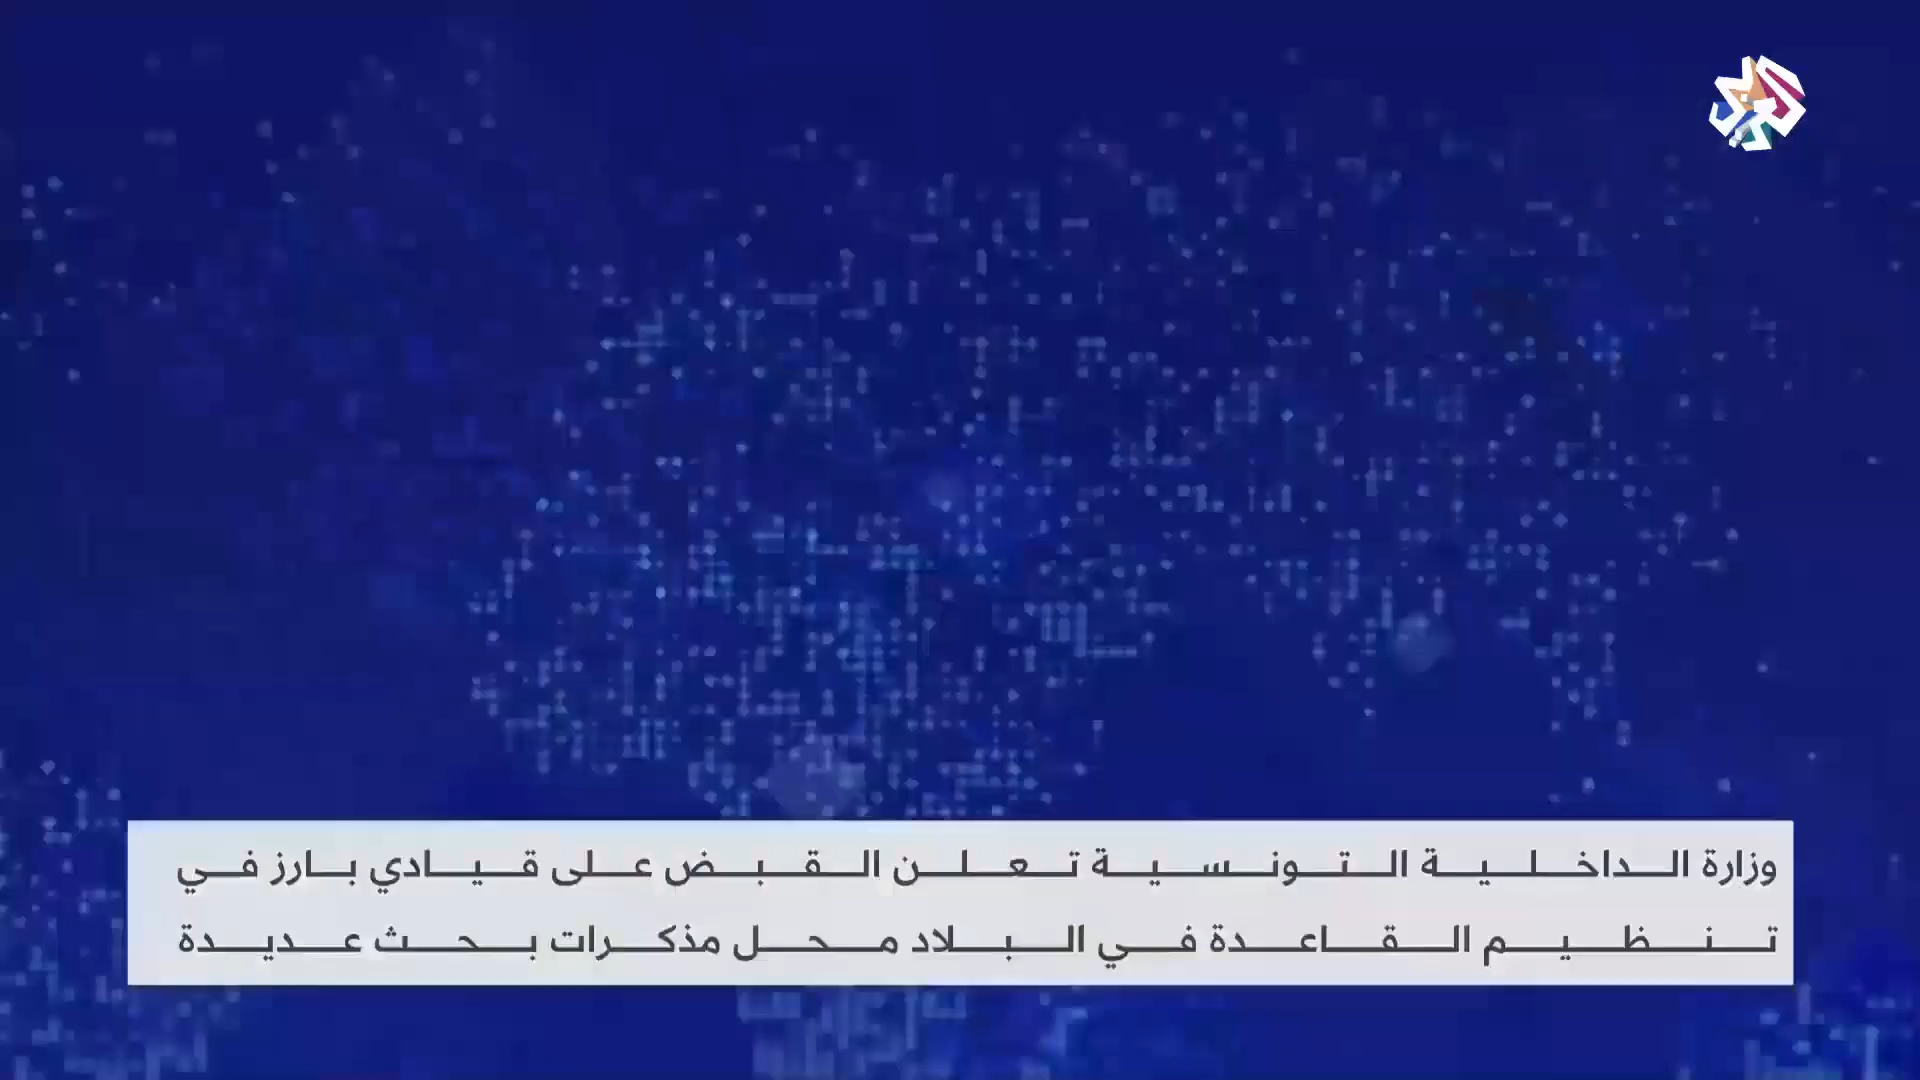 وزارة الداخلية التونسية تعلن القبض على قيادي بارز في
تنظيم القاعدة في البلاد محل مذكرات بحث عديدة